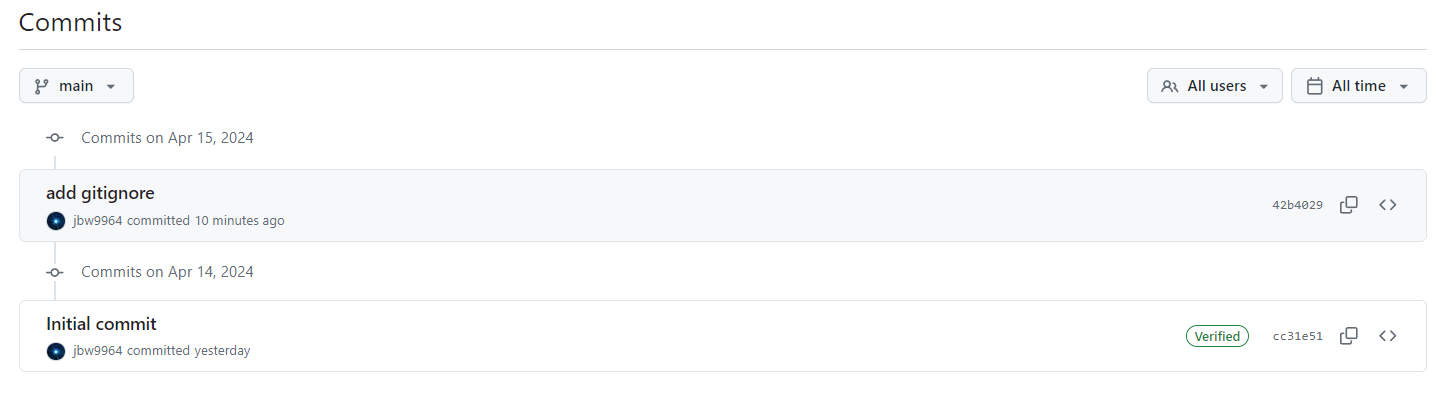 Commits
main
All users
All time
Commits on Apr 15, 2024
add gitignore
jbw9964 committed 10 minutes ago
42b4029
Commits on Apr 14, 2024
Initial commit
jbw9964 committed yesterday
Verified
cc31e51